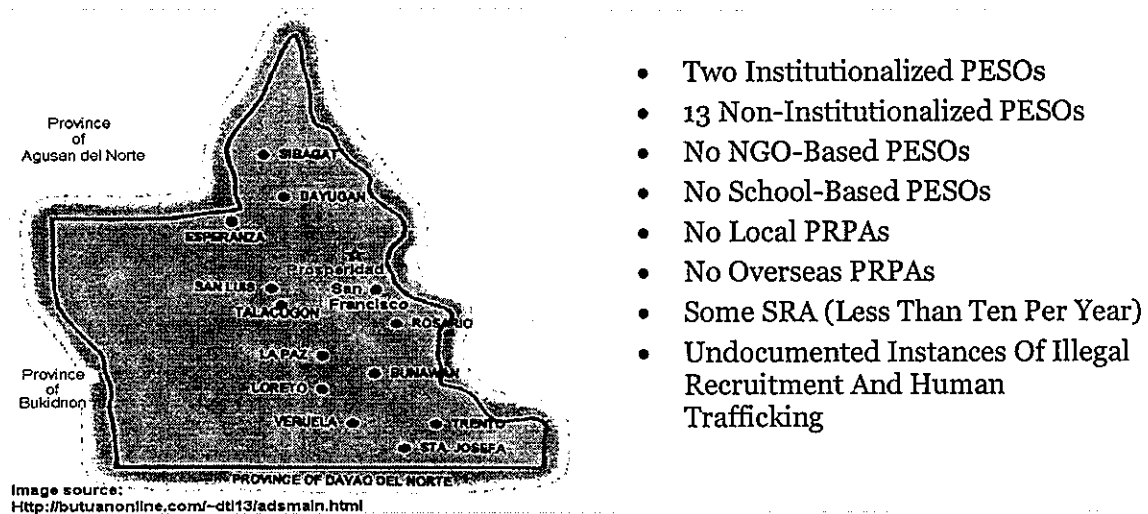 Province
of
Agusan del Norte
SIBAGAT
BAYUGAN
ESPERANZA
Prosperidad
SAN LUIS
San
Francisco
TALACOGON
ROSARIO
LA PAZ
BUNAWAN
LORETO
Province
of
Bukidnon
VERUELA
TRENTO
STA. JOSEFA
PROVINCE OF DAVAO DEL NORTE
Image source:
Http://butuanonline.com/~dti13/adsmain.html
• Two Institutionalized PESOs
• 13 Non-Institutionalized PESOs
• No NGO-Based PESOs
• No School-Based PESOs
• No Local PRPAs
• No Overseas PRPAs
• Some SRA (Less Than Ten Per Year)
• Undocumented Instances Of Illegal
Recruitment And Human
Trafficking